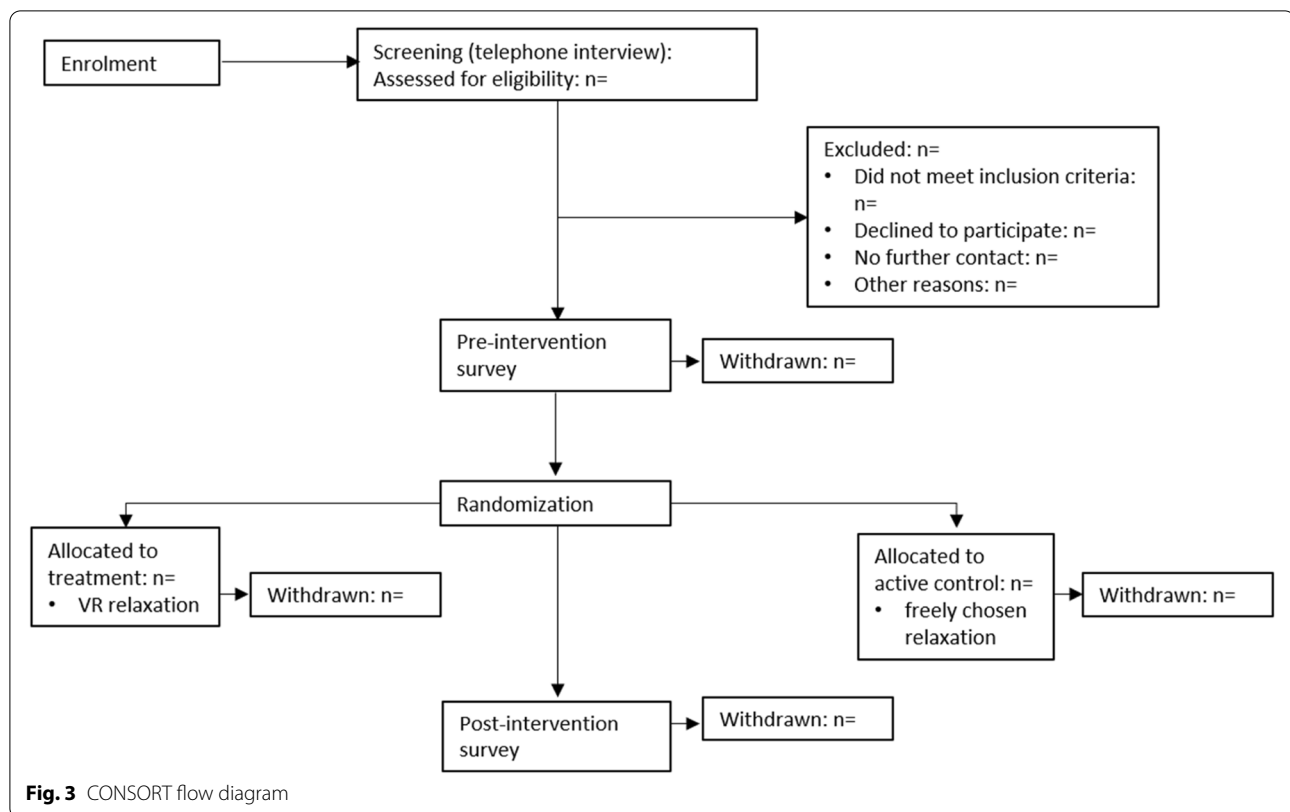 Enrolment
Screening (telephone interview):
Assessed for eligibility: n=
Excluded: n=
• Did not meet inclusion criteria:
n=
• Declined to participate: n=
• No further contact: n=
• Other reasons: n=
Pre-intervention
survey
Withdrawn: n=
Randomization
Allocated to
treatment: n=
• VR relaxation
Withdrawn: n=
Allocated to
active control: n=
• freely chosen
relaxation
Withdrawn: n=
Post-intervention
survey
Withdrawn: n=
Fig. 3 CONSORT flow diagram